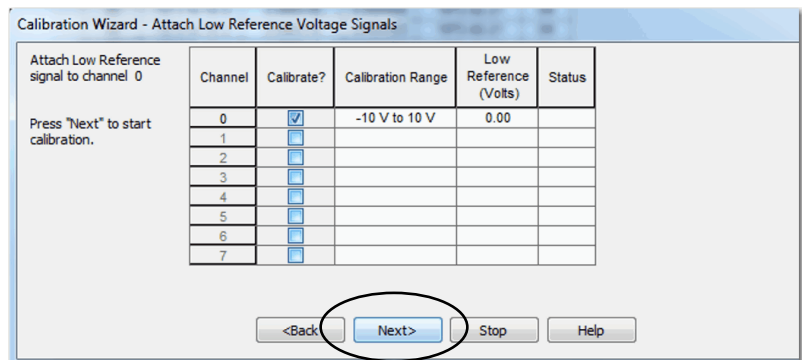 Calibration Wizard - Attach Low Reference Voltage Signals
Attach Low Reference
signal to channel 0
Press "Next" to start
calibration.
Channel Calibrate? Calibration Range Low Reference (Volts) Status
0 -10 V to 10 V 0.00
1
2
3
4
5
6
7
<Back Next> Stop Help